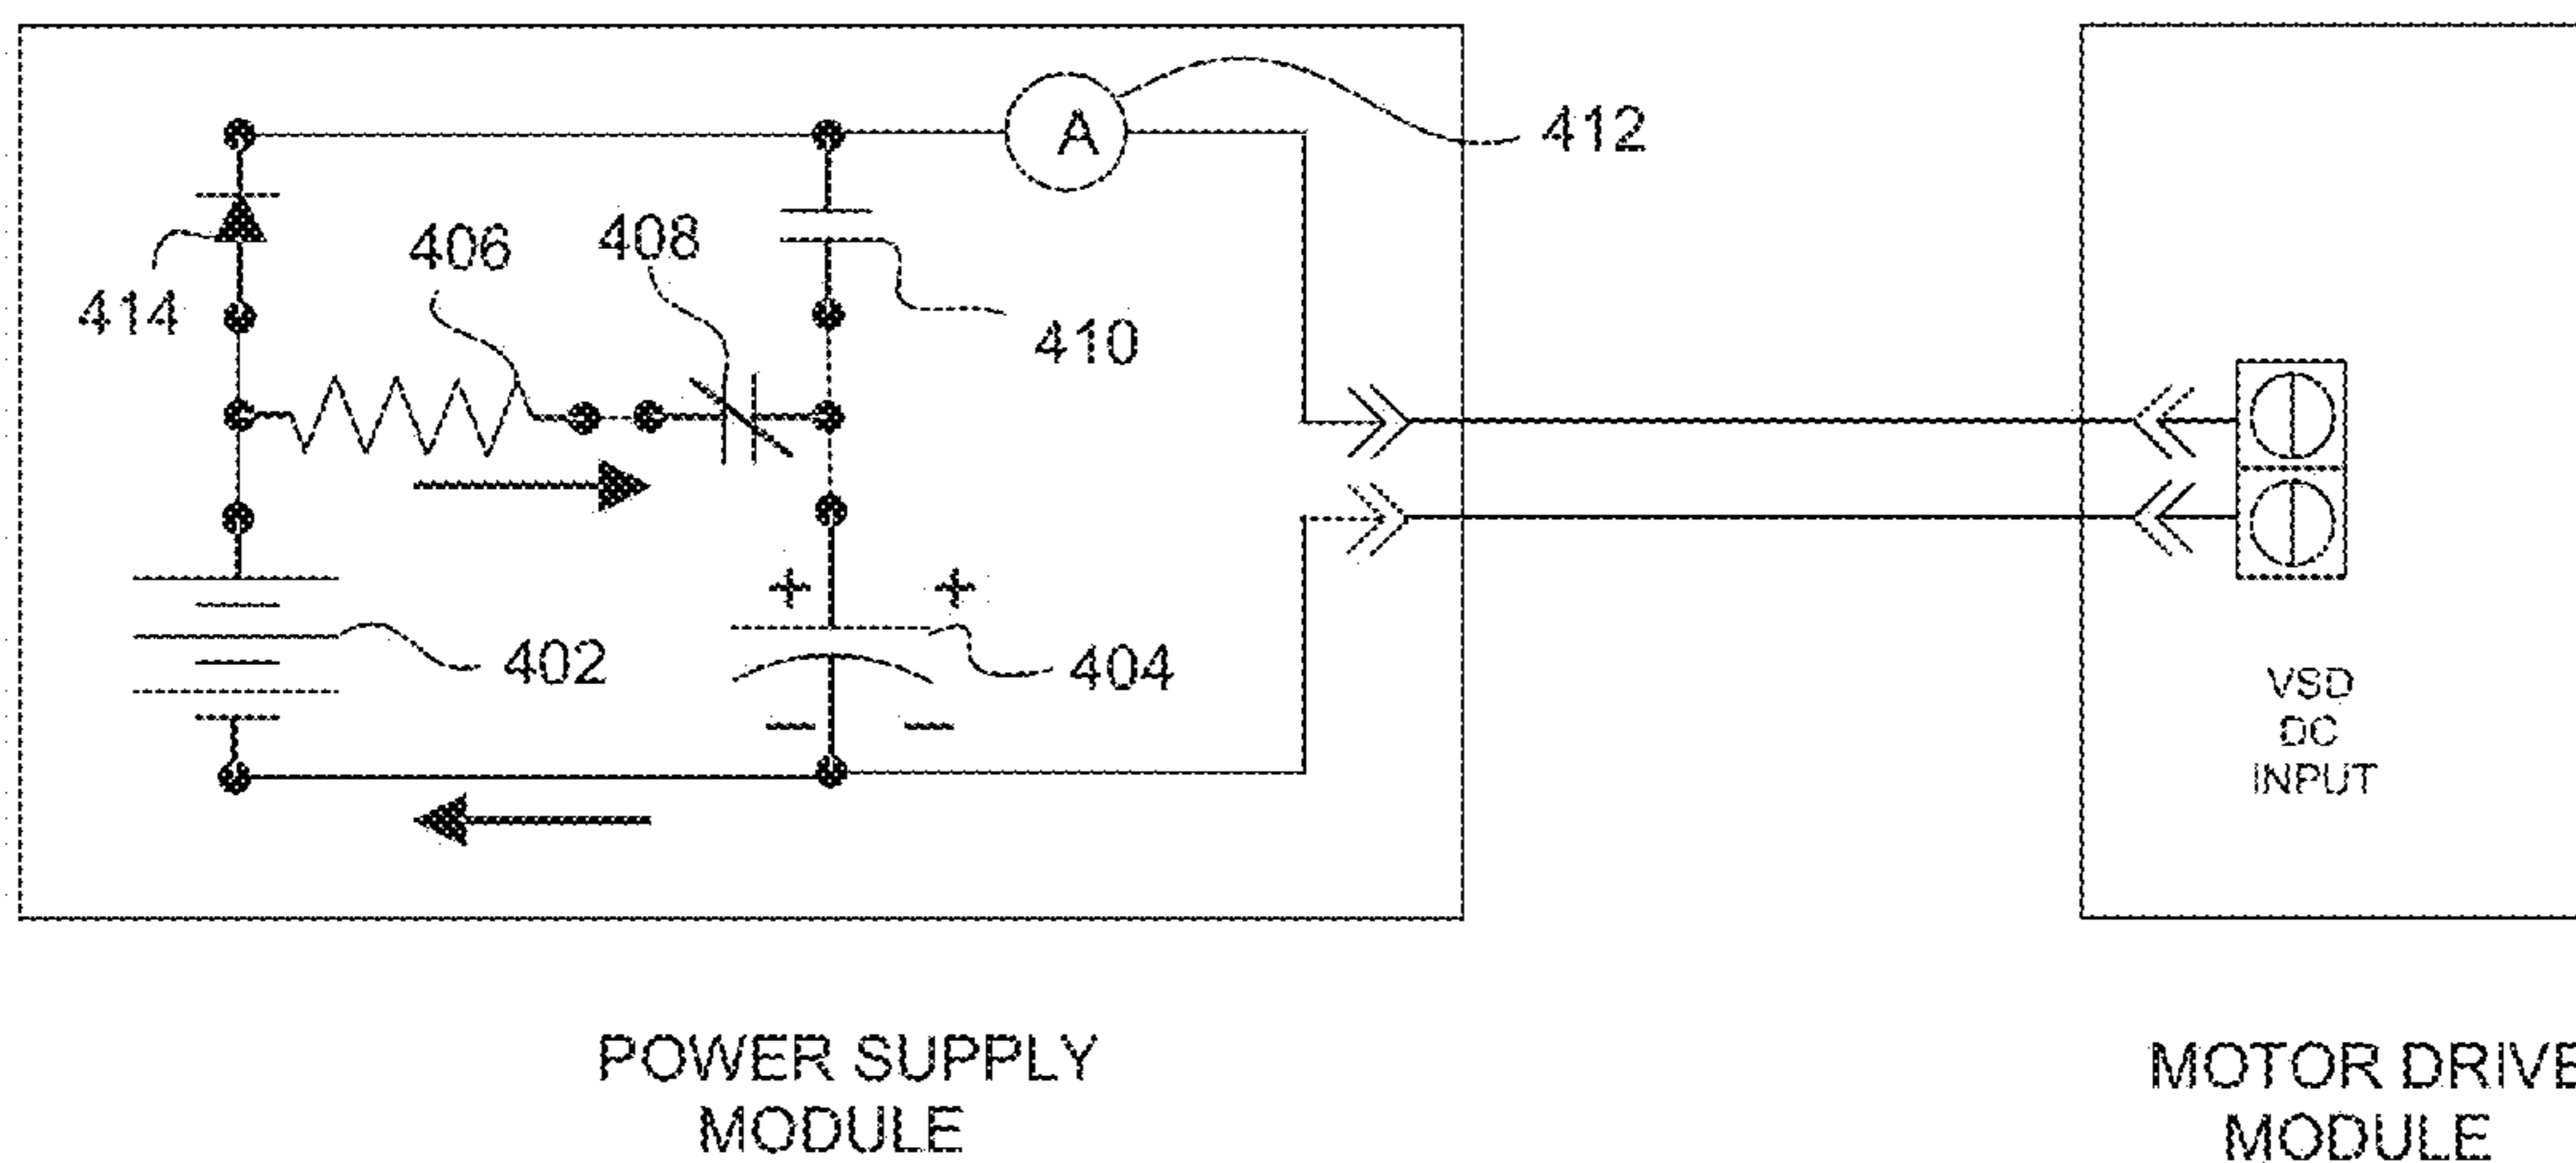 A
412
406
408
414
410
402
404
+ +
− −
VSD
DC
INPUT
POWER SUPPLY
MODULE
MOTOR DRIVE
MODULE